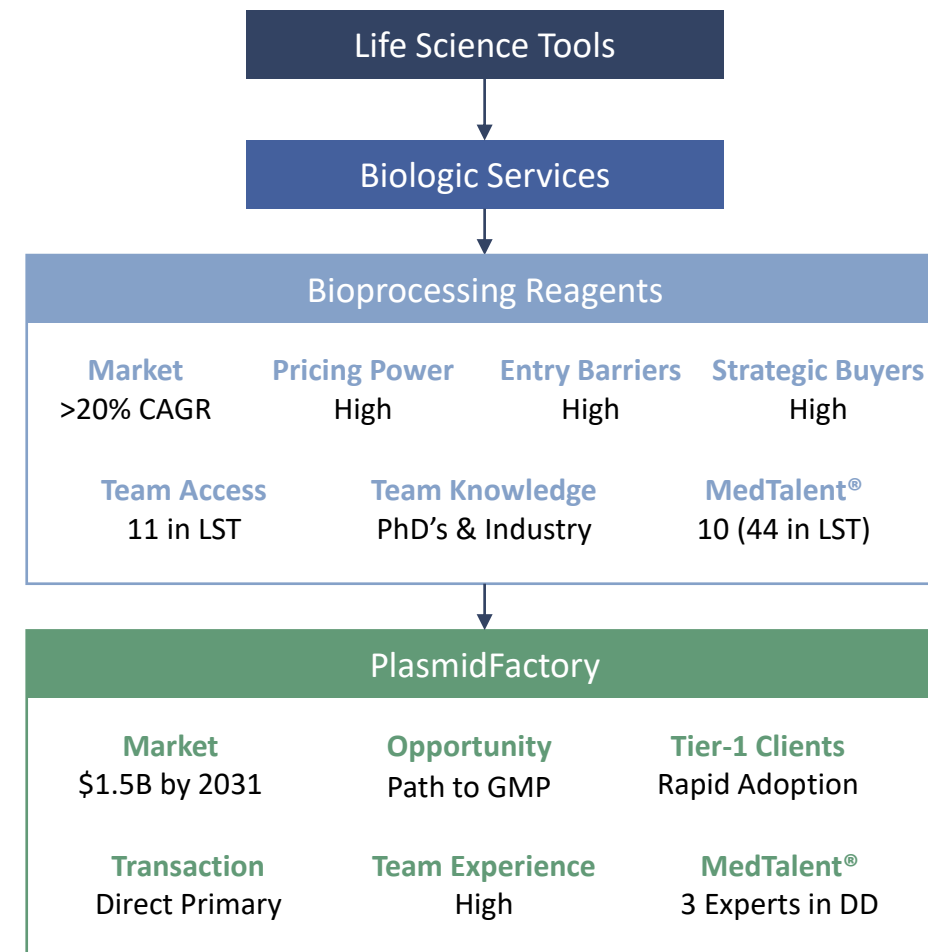 Life Science Tools
Biologic Services
Bioprocessing Reagents
Market Pricing Power Entry Barriers Strategic Buyers
>20% CAGR High High High
Team Access Team Knowledge MedTalent®
11 in LST PhD’s & Industry 10 (44 in LST)
PlasmidFactory
Market Opportunity Tier-1 Clients
$1.5B by 2031 Path to GMP Rapid Adoption
Transaction Team Experience MedTalent®
Direct Primary High 3 Experts in DD